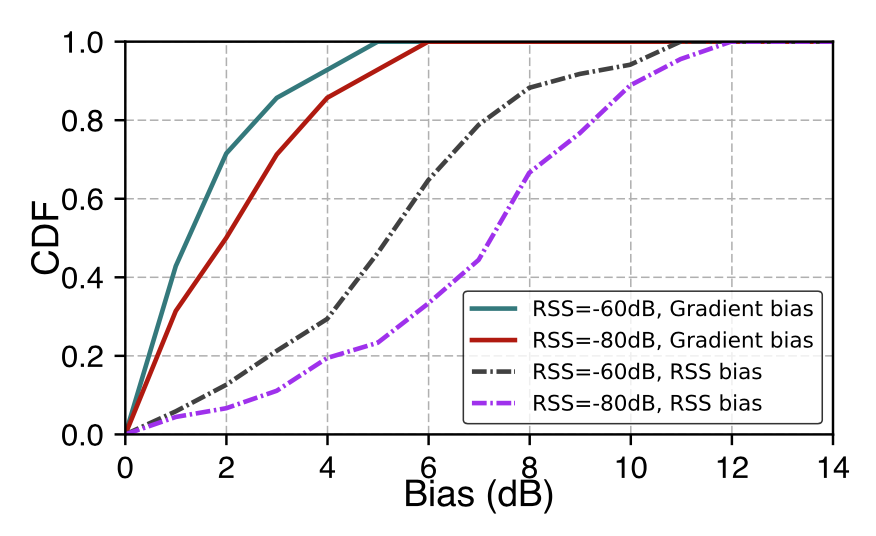 1.0
0.8
0.6
0.4
0.2
0.0
CDF
RSS=-60dB, Gradient bias
RSS=-80dB, Gradient bias
RSS=-60dB, RSS bias
RSS=-80dB, RSS bias
0 2 4 6 8 10 12 14
Bias (dB)